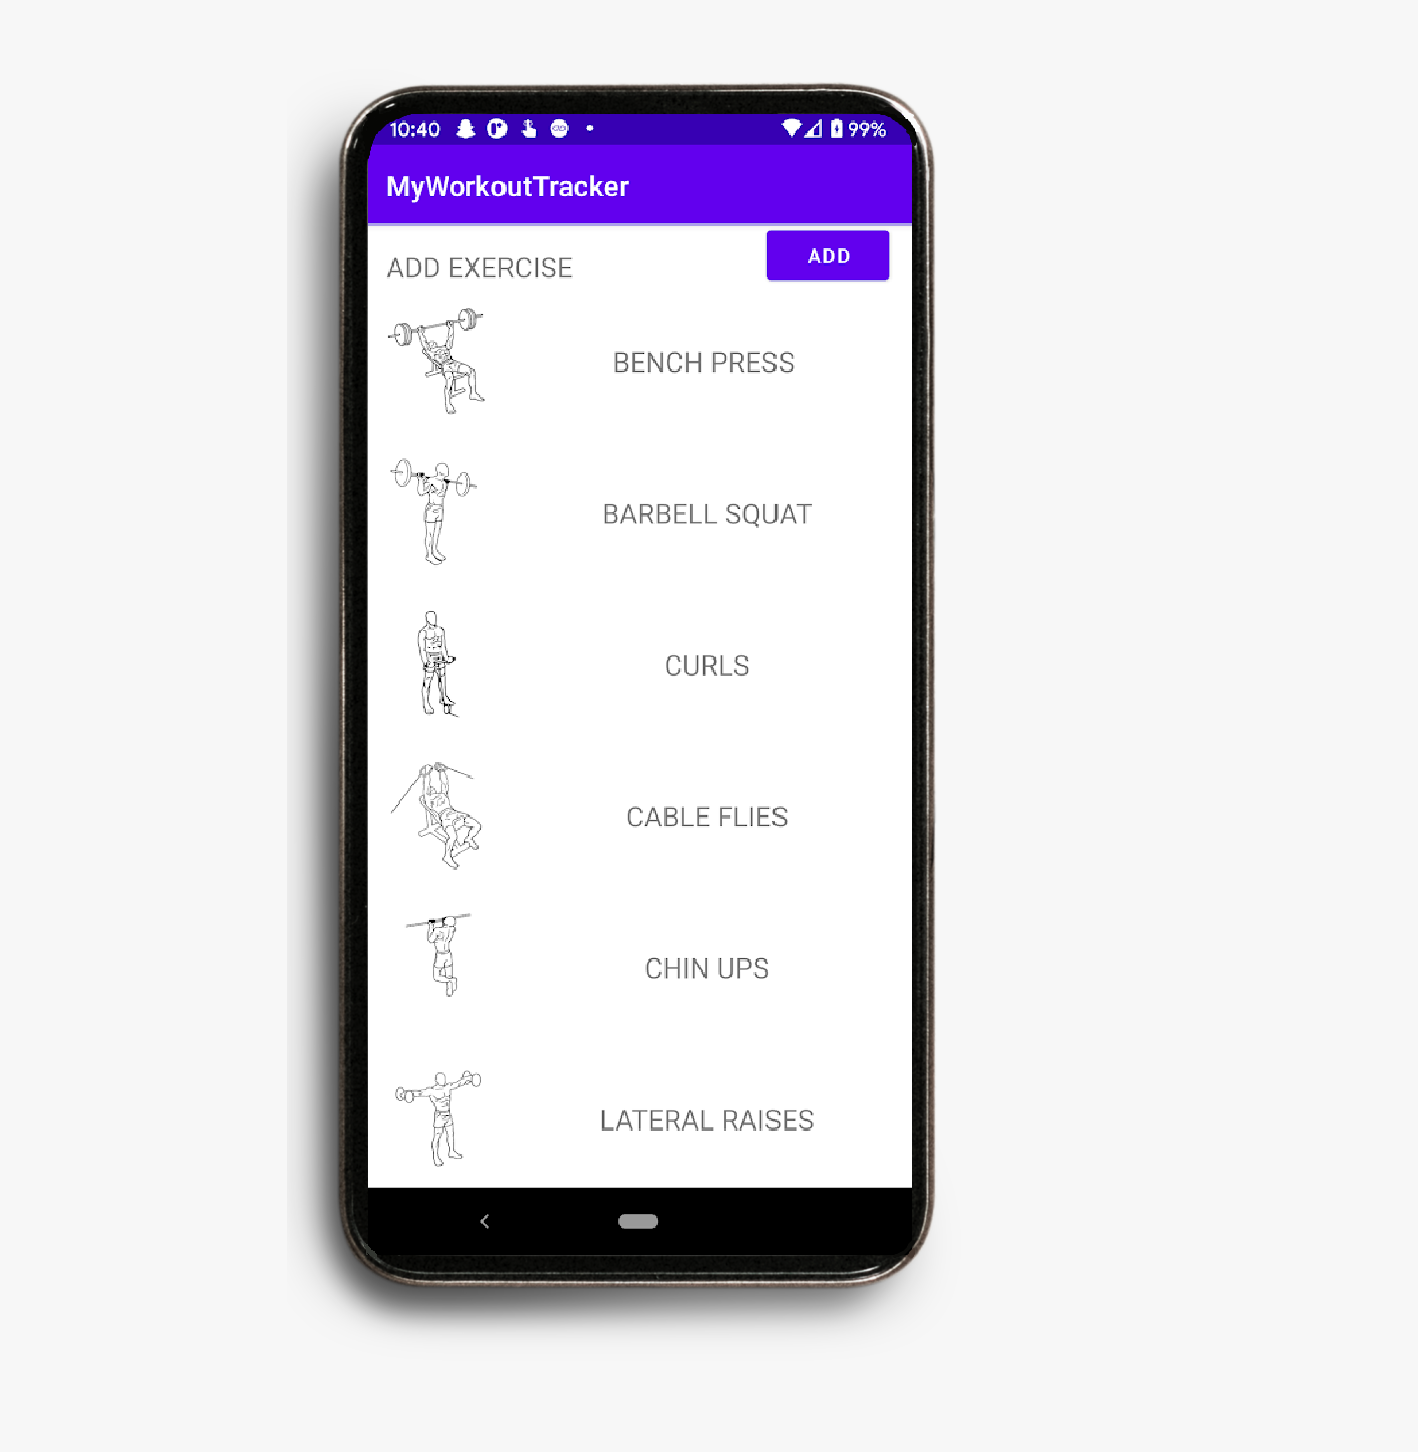 10:40 99%
MyWorkoutTracker
ADD EXERCISE ADD
BENCH PRESS
BARBELL SQUAT
CURLS
CABLE FLIES
CHIN UPS
LATERAL RAISES